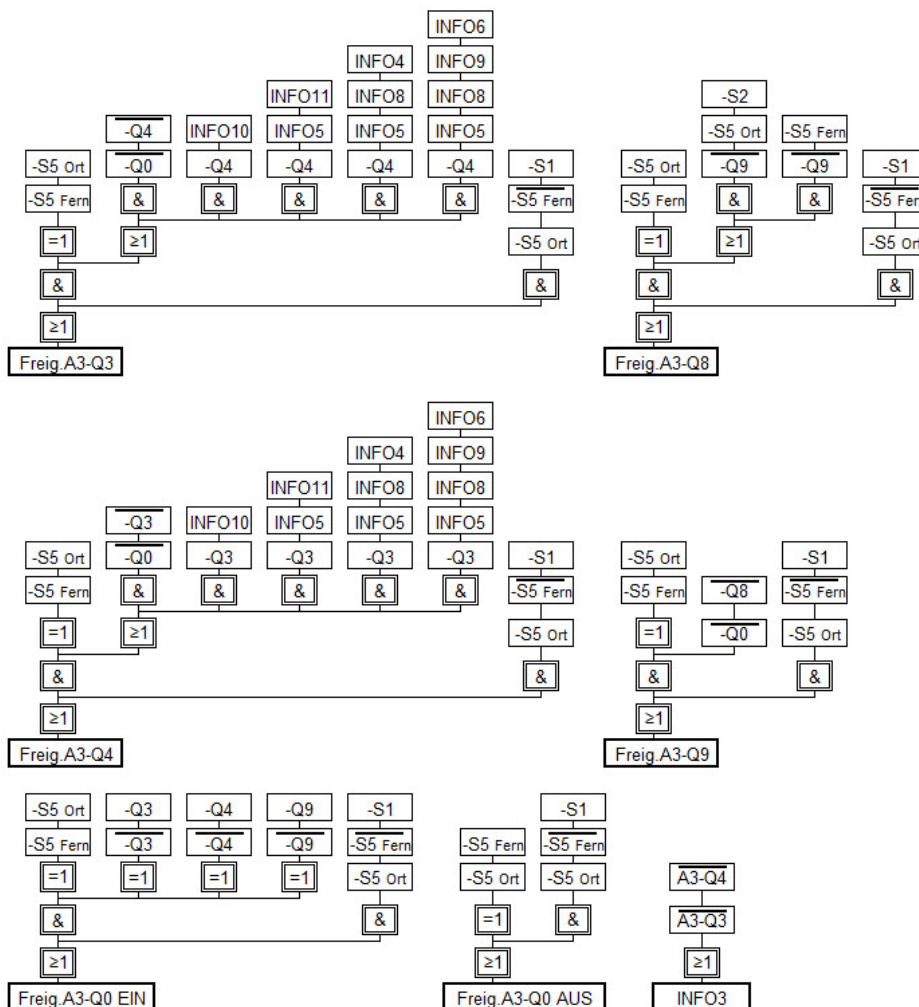 INFO6
INFO4 INFO9
INFO11 INFO8 INFO8 -S2
-Q4 INFO10 INFO5 INFO5 INFO5 -S5 Ort -S5 Fern
-S5 Ort -Q0 -Q4 -Q4 -Q4 -Q4 -S1 -S5 Ort -Q9 -Q9 -S1
-S5 Fern & & & & & -S5 Fern -S5 Fern & & -S5 Fern
=1 ≥1 -S5 Ort =1 ≥1 -S5 Ort
& & & &
≥1 ≥1
Freig.A3-Q3 Freig.A3-Q8
INFO6
INFO4 INFO9
INFO11 INFO8 INFO8
-Q3 INFO10 INFO5 INFO5 INFO5
-S5 Ort -Q0 -Q3 -Q3 -Q3 -Q3 -S1 -S5 Ort -S1
-S5 Fern & & & & & -S5 Fern -S5 Fern -Q8 -S5 Fern
=1 ≥1 -S5 Ort =1 -Q0 -S5 Ort
& & & &
≥1 ≥1
Freig.A3-Q4 Freig.A3-Q9
-S5 Ort -Q3 -Q4 -Q9 -S1 -S1
-S5 Fern -Q3 -Q4 -Q9 -S5 Fern -S5 Fern -S5 Fern
=1 =1 =1 =1 -S5 Ort -S5 Ort -S5 Ort A3-Q4
& & =1 & A3-Q3
≥1 ≥1 ≥1
Freig.A3-Q0 EIN Freig.A3-Q0 AUS INFO3